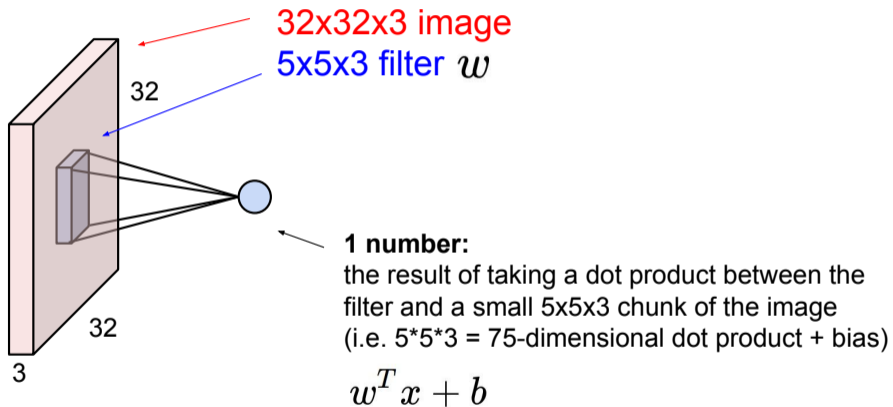 32x32x3 image
5x5x3 filter w
32
1 number:
the result of taking a dot product between the
filter and a small 5x5x3 chunk of the image
(i.e. 5*5*3 = 75-dimensional dot product + bias)
32
3
w^T x + b